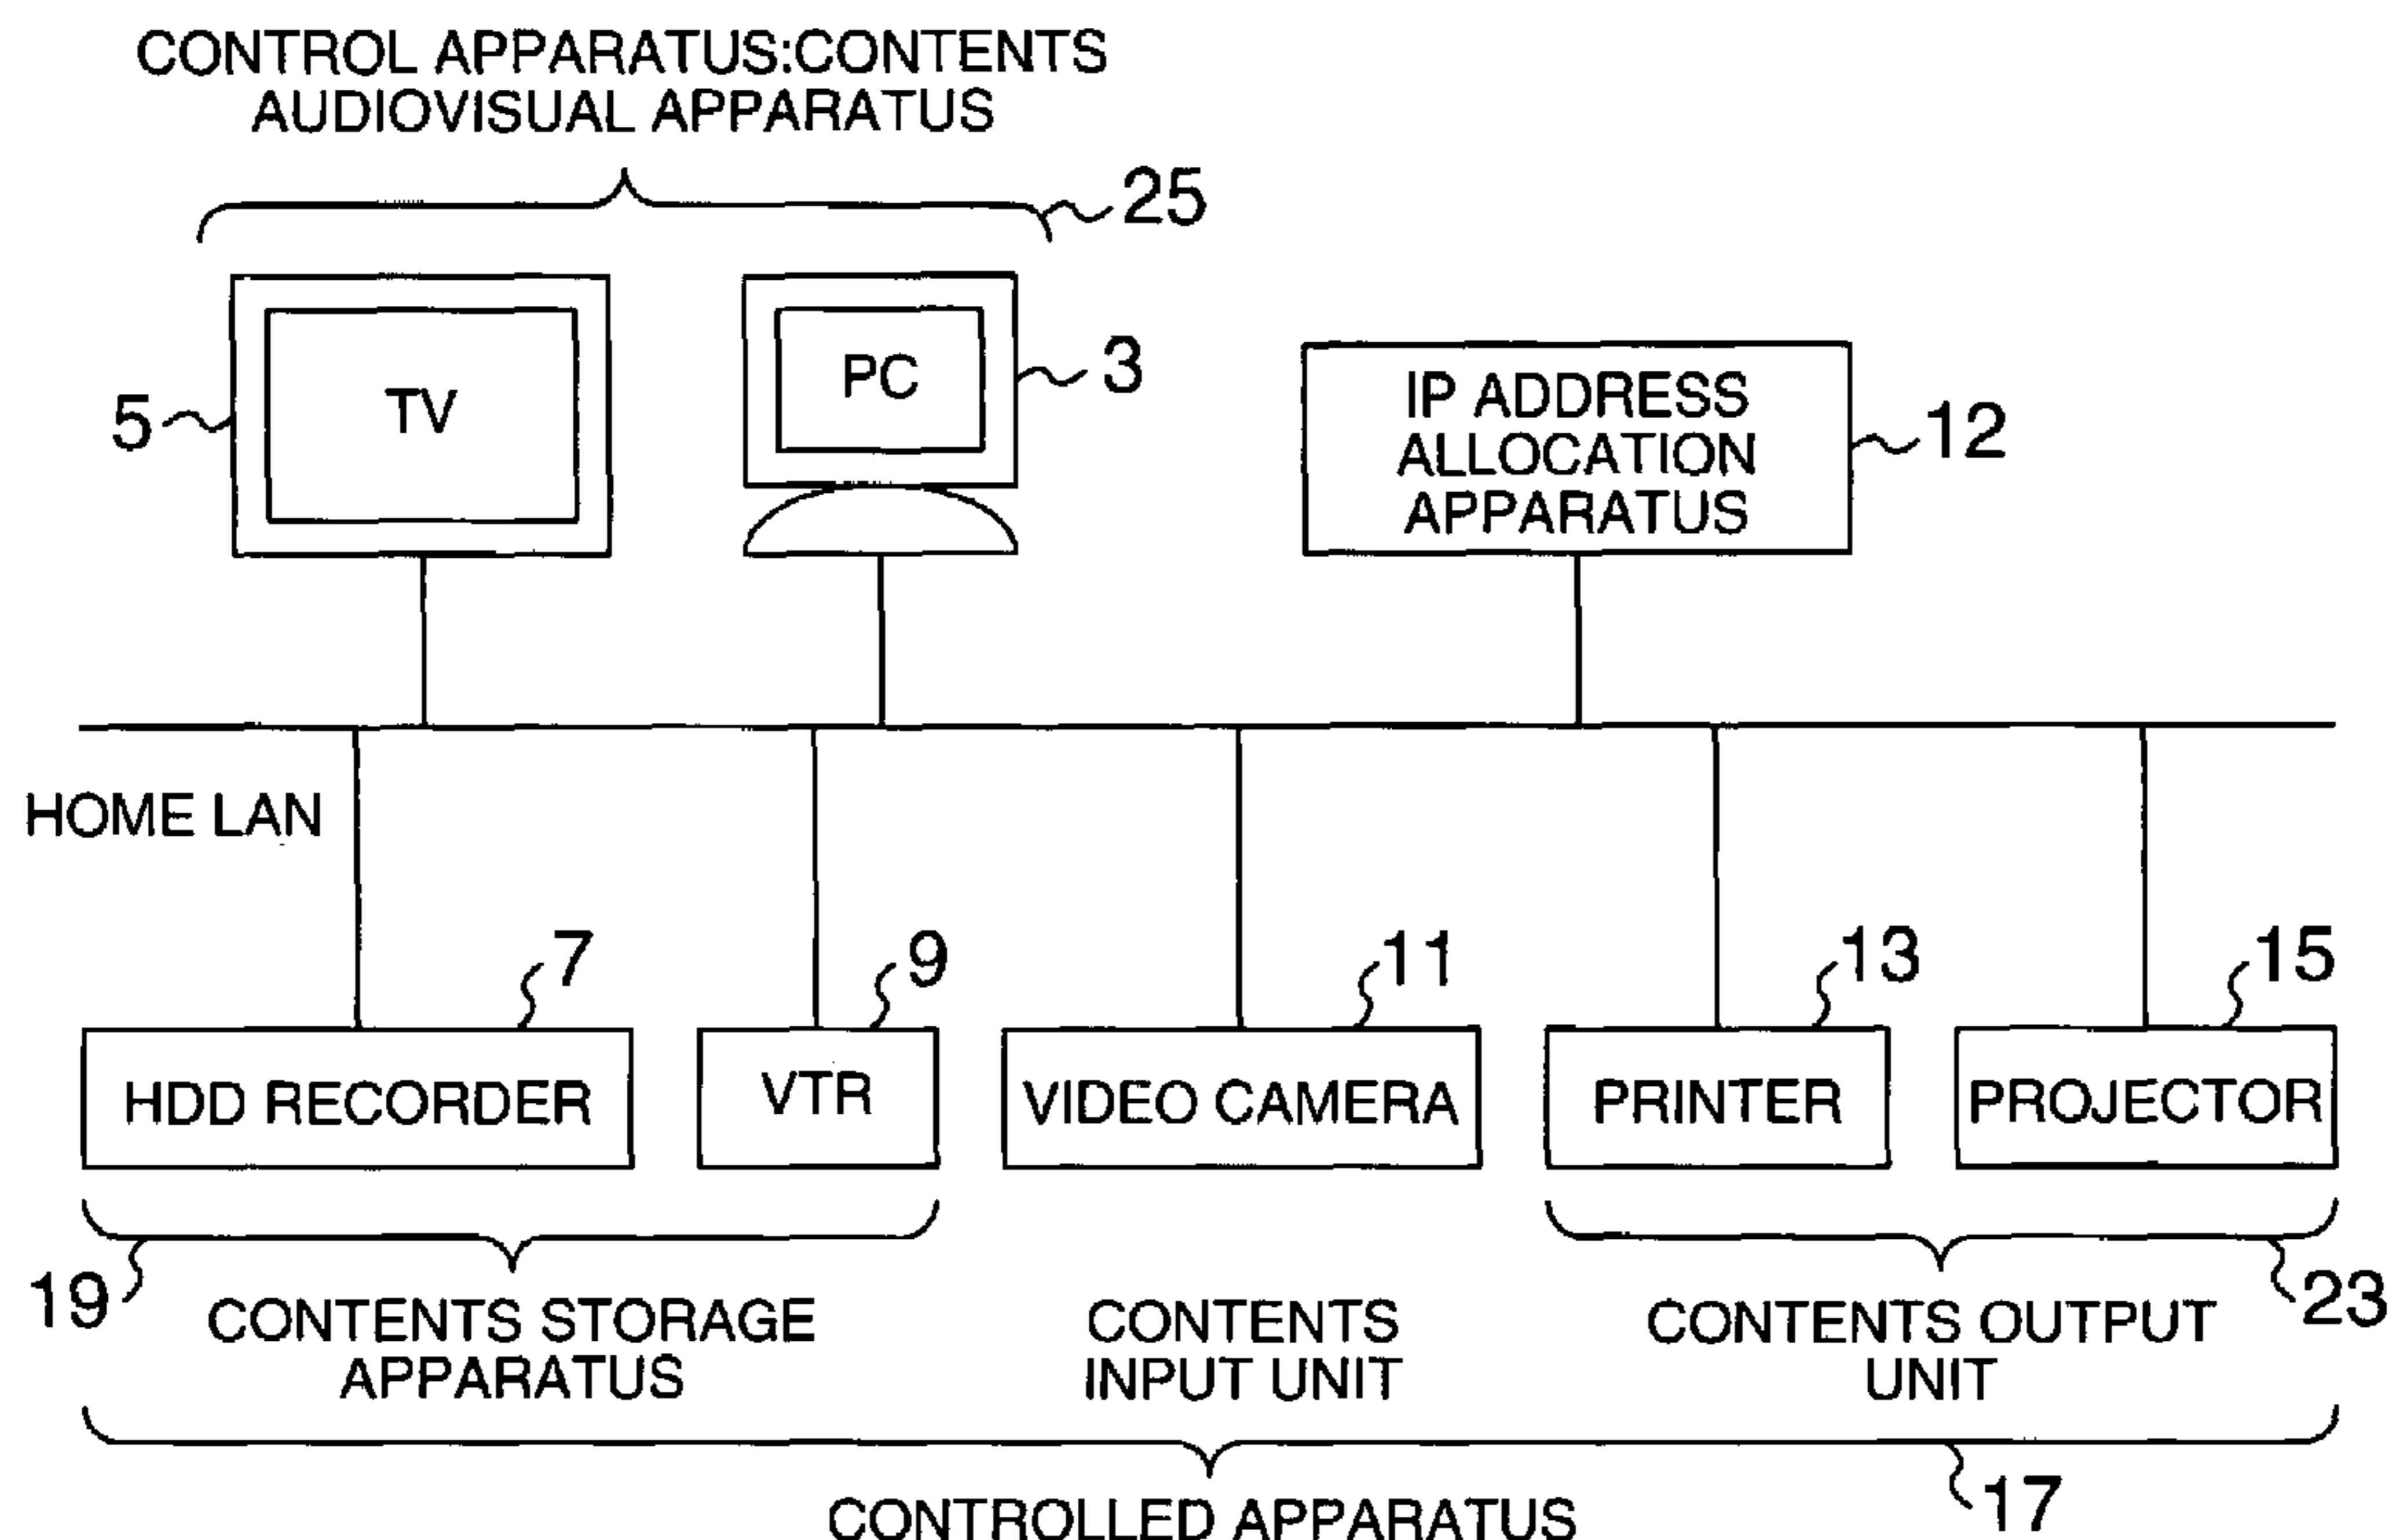 CONTROL APPARATUS:CONTENTS
AUDIOVISUAL APPARATUS
25
TV
5
PC
3
IP ADDRESS
ALLOCATION
APPARATUS
12
HOME LAN
7
9
11
13
15
HDD RECORDER
VTR
VIDEO CAMERA
PRINTER
PROJECTOR
19
23
CONTENTS STORAGE
APPARATUS
CONTENTS
INPUT UNIT
CONTENTS OUTPUT
UNIT
17
CONTROLLED APPARATUS